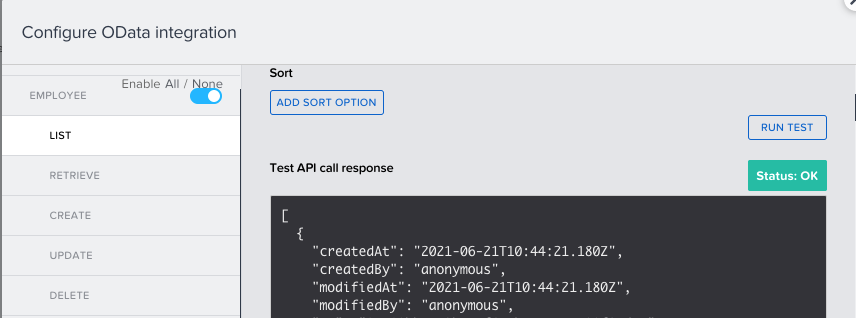 Configure OData integration
Enable All / None
EMPLOYEE
LIST
RETRIEVE
CREATE
UPDATE
DELETE
Sort
ADD SORT OPTION
RUN TEST
Test API call response
Status: OK
[
{
"createdAt": "2021-06-21T10:44:21.180Z",
"createdBy": "anonymous",
"modifiedAt": "2021-06-21T10:44:21.180Z",
"modifiedBy": "anonymous",